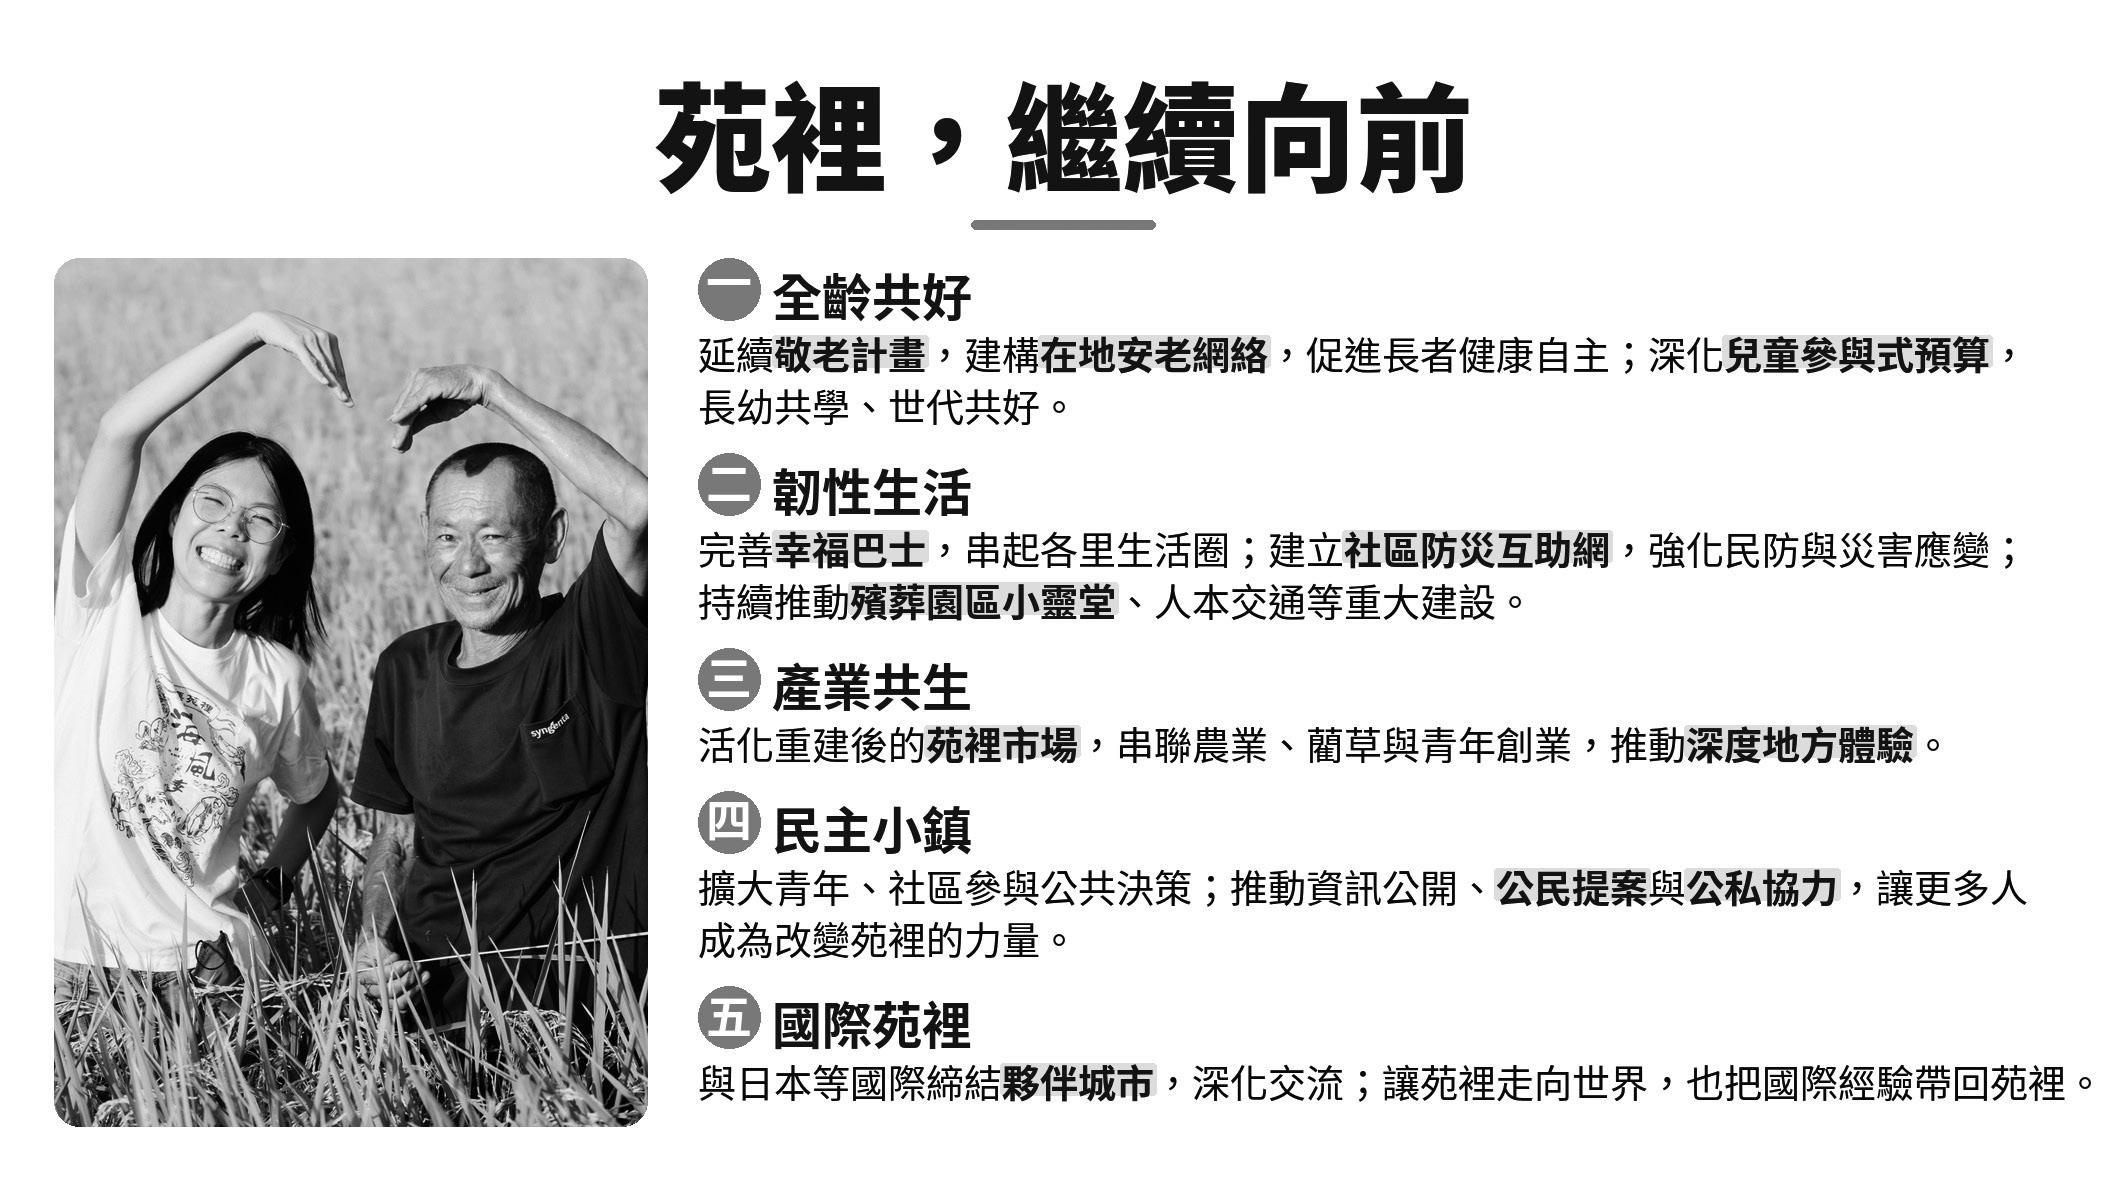 苑裡，繼續向前
一 全齡共好
延續敬老計畫，建構在地安老網絡，促進長者健康自主；深化兒童參與式預算，
長幼共學、世代共好。
二 韌性生活
完善幸福巴士，串起各里生活圈；建立社區防災互助網，強化民防與災害應變；
持續推動殯葬園區小靈堂、人本交通等重大建設。
三 產業共生
活化重建後的苑裡市場，串聯農業、藺草與青年創業，推動深度地方體驗。
四 民主小鎮
擴大青年、社區參與公共決策；推動資訊公開、公民提案與公私協力，讓更多人
成為改變苑裡的力量。
五 國際苑裡
與日本等國際締結夥伴城市，深化交流；讓苑裡走向世界，也把國際經驗帶回苑裡。
海風
syngenta